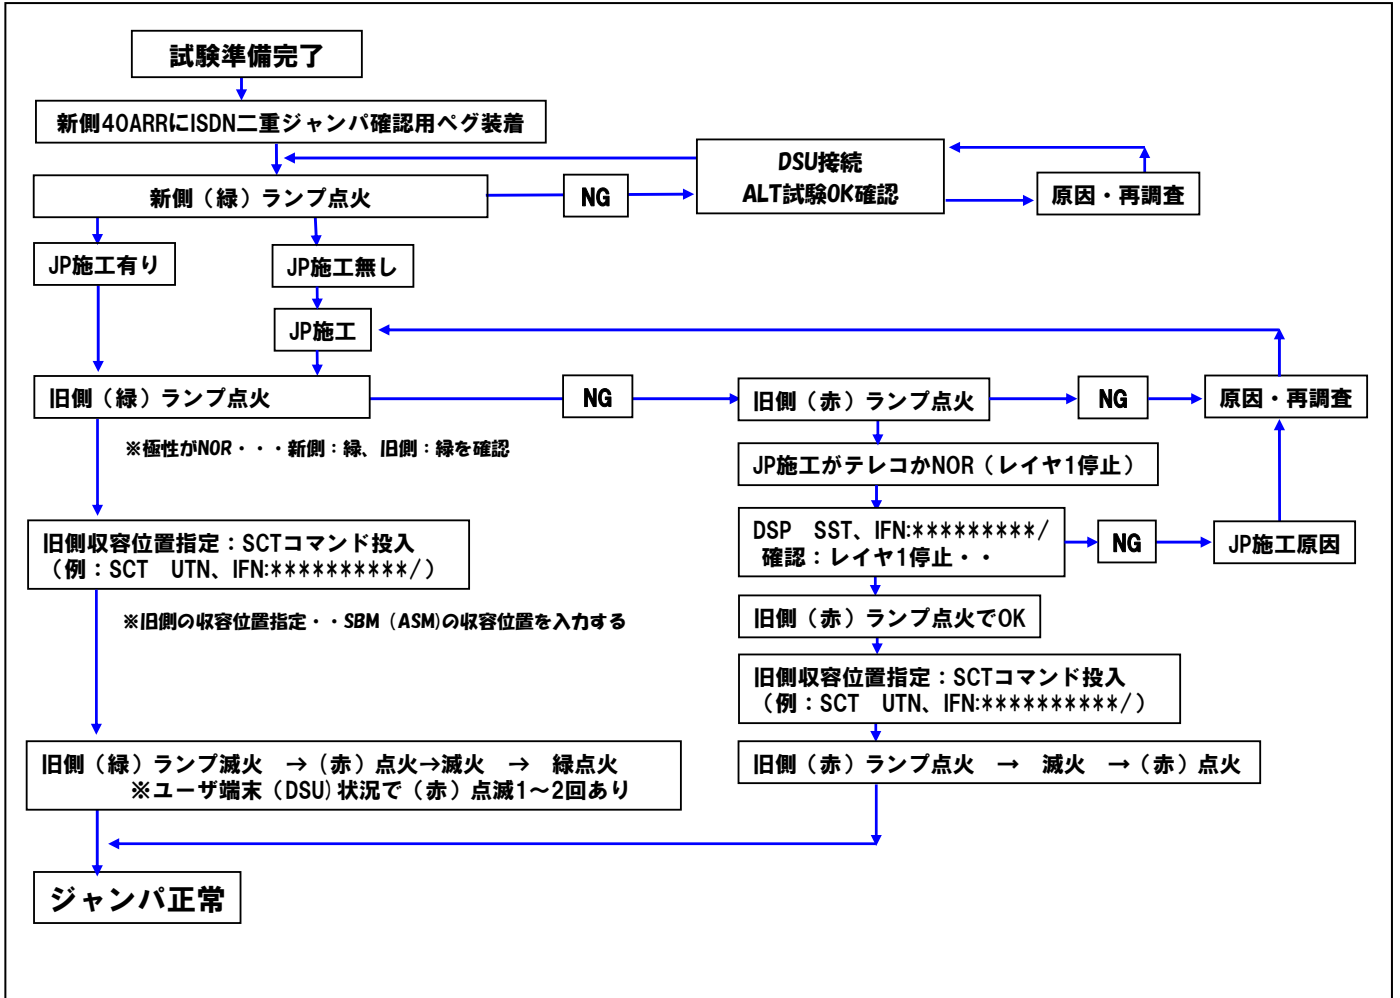 試験準備完了
新側40ARRにISDN二重ジャンパ確認用ペグ装着
DSU接続
ALT試験OK確認
新側（緑）ランプ点火
NG
原因・再調査
JP施工有り
JP施工無し
JP施工
旧側（緑）ランプ点火
NG
旧側（赤）ランプ点火
NG
原因・再調査
※極性がNOR・・・新側：緑、旧側：緑を確認
JP施工がテレコかNOR（レイヤ1停止）
旧側収容位置指定：SCTコマンド投入
（例：SCT　UTN、IFN:**********/）
DSP　SST、IFN:*********/
確認：レイヤ1停止・・
NG
JP施工原因
※旧側の収容位置指定・・SBM（ASM)の収容位置を入力する
旧側（赤）ランプ点火でOK
旧側収容位置指定：SCTコマンド投入
（例：SCT　UTN、IFN:**********/）
旧側（緑）ランプ滅火　→（赤）点火→滅火　→　緑点火
※ユーザ端末（DSU)状況で（赤）点滅1～2回あり
旧側（赤）ランプ点火　→　滅火　→（赤）点火
ジャンパ正常